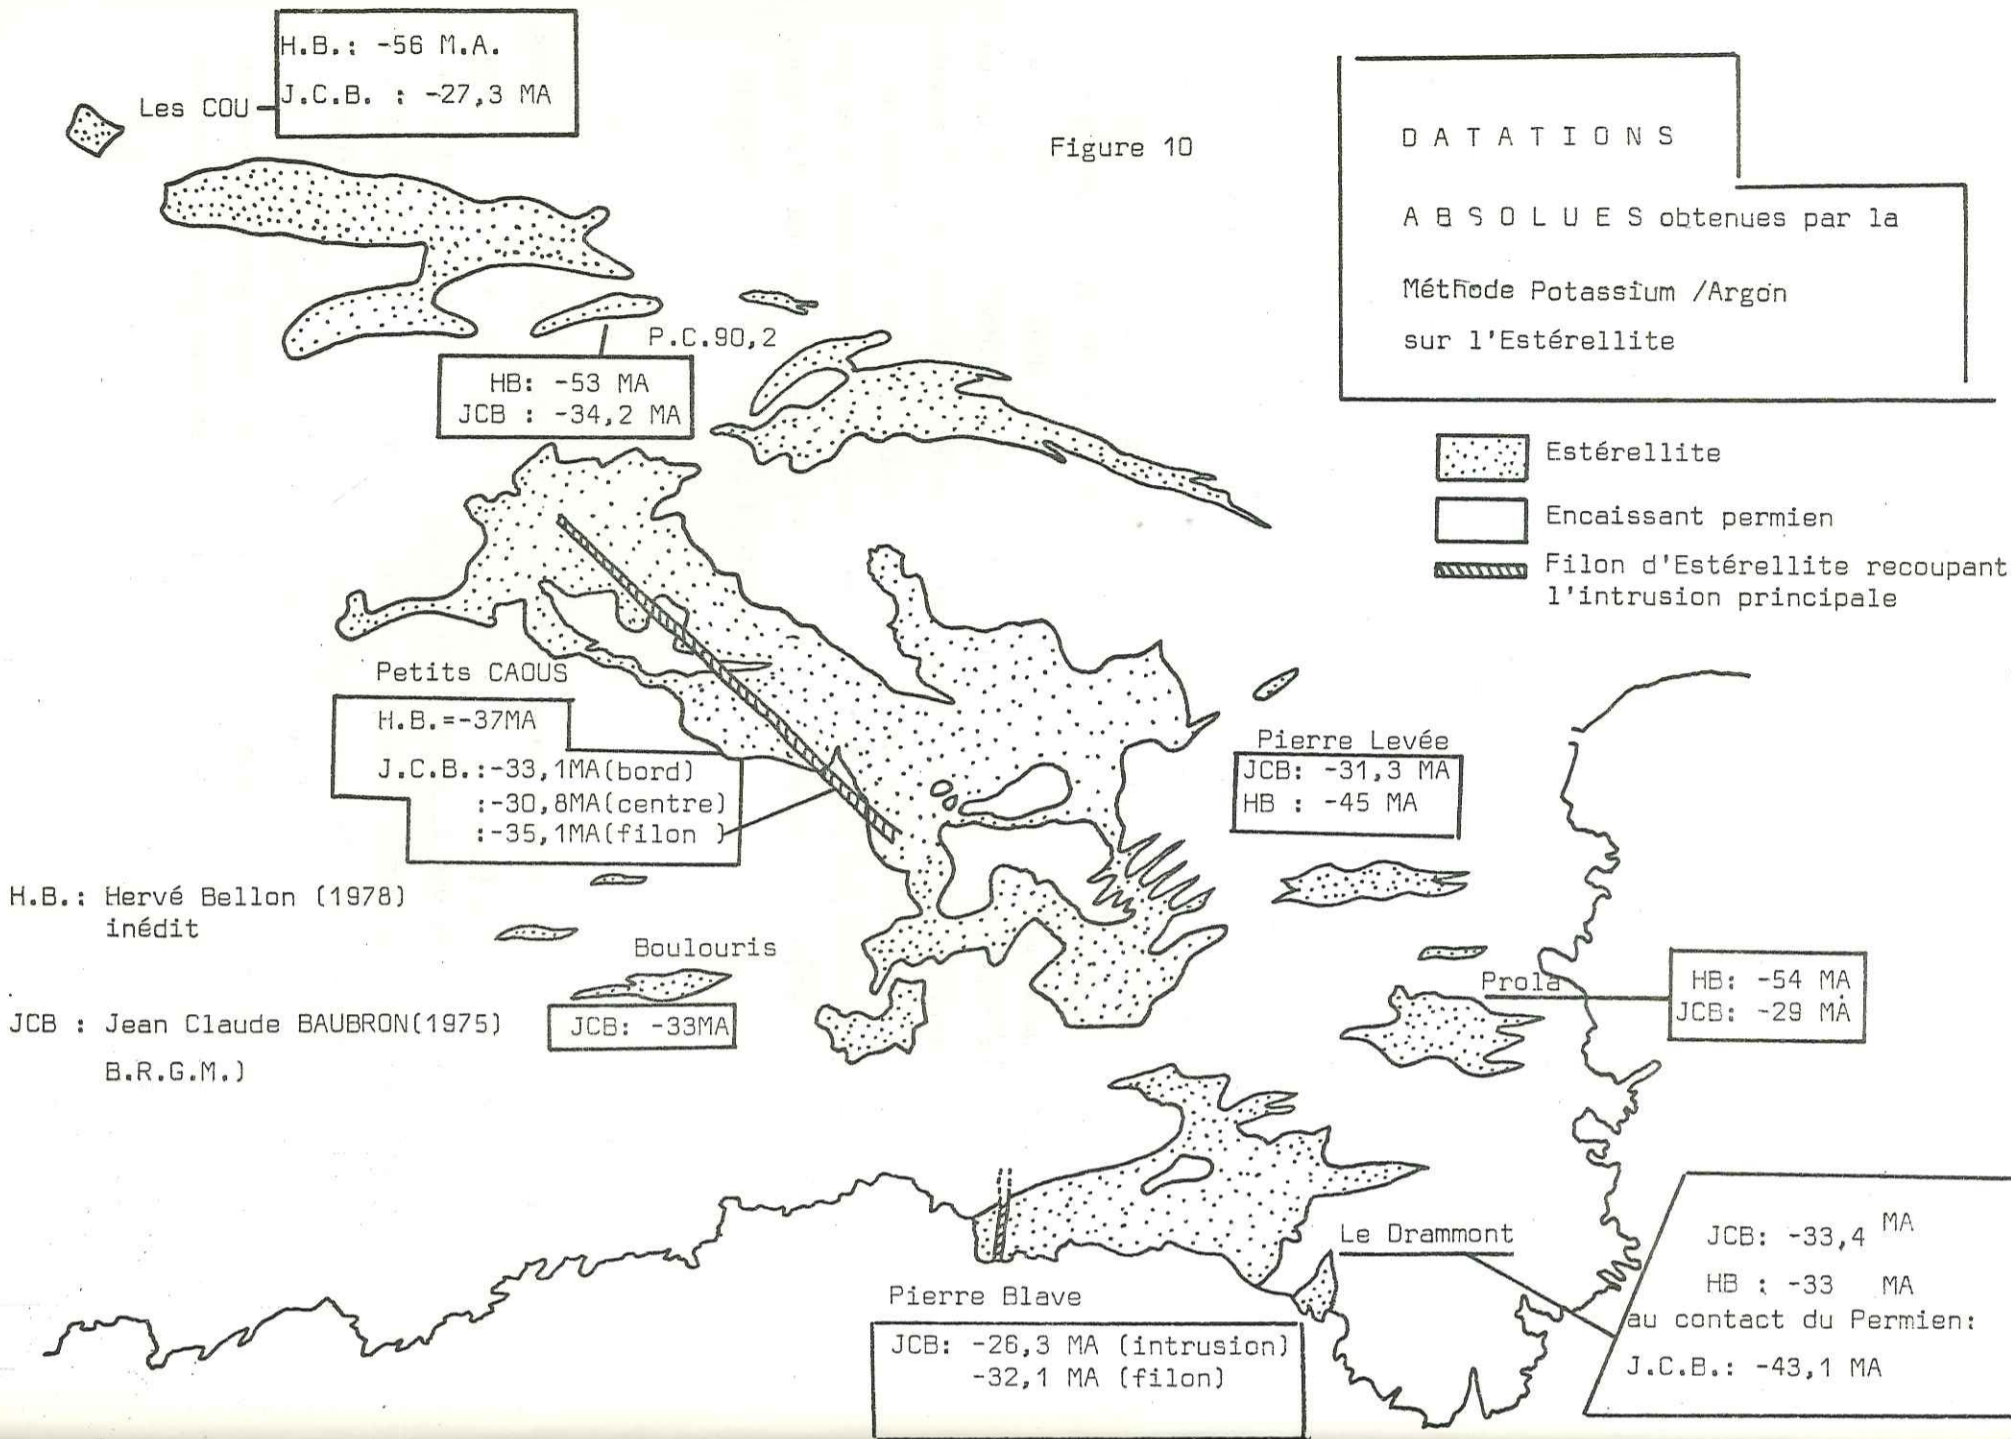 H.B.: -56 M.A.
J.C.B. : -27,3 MA
Les COU
Figure 10
D A T A T I O N S
A B S O L U E S obtenues par la
Méthode Potassium /Argon
sur l'Estérellite
P.C.90,2
HB: -53 MA
JCB : -34,2 MA
Estérellite
Encaissant permien
Filon d'Estérellite recoupant
l'intrusion principale
Petits CAOUS
H.B.=-37MA
J.C.B.:-33,1MA(bord)
:-30,8MA(centre)
:-35,1MA(filon )
Pierre Levée
JCB: -31,3 MA
HB : -45 MA
H.B.: Hervé Bellon (1978)
inédit
Boulouris
JCB: -33MA
JCB : Jean Claude BAUBRON(1975)
B.R.G.M.)
Prola
HB: -54 MA
JCB: -29 MA
Le Drammont
JCB: -33,4 MA
HB : -33 MA
au contact du Permien:
J.C.B.: -43,1 MA
Pierre Blave
JCB: -26,3 MA (intrusion)
-32,1 MA (filon)